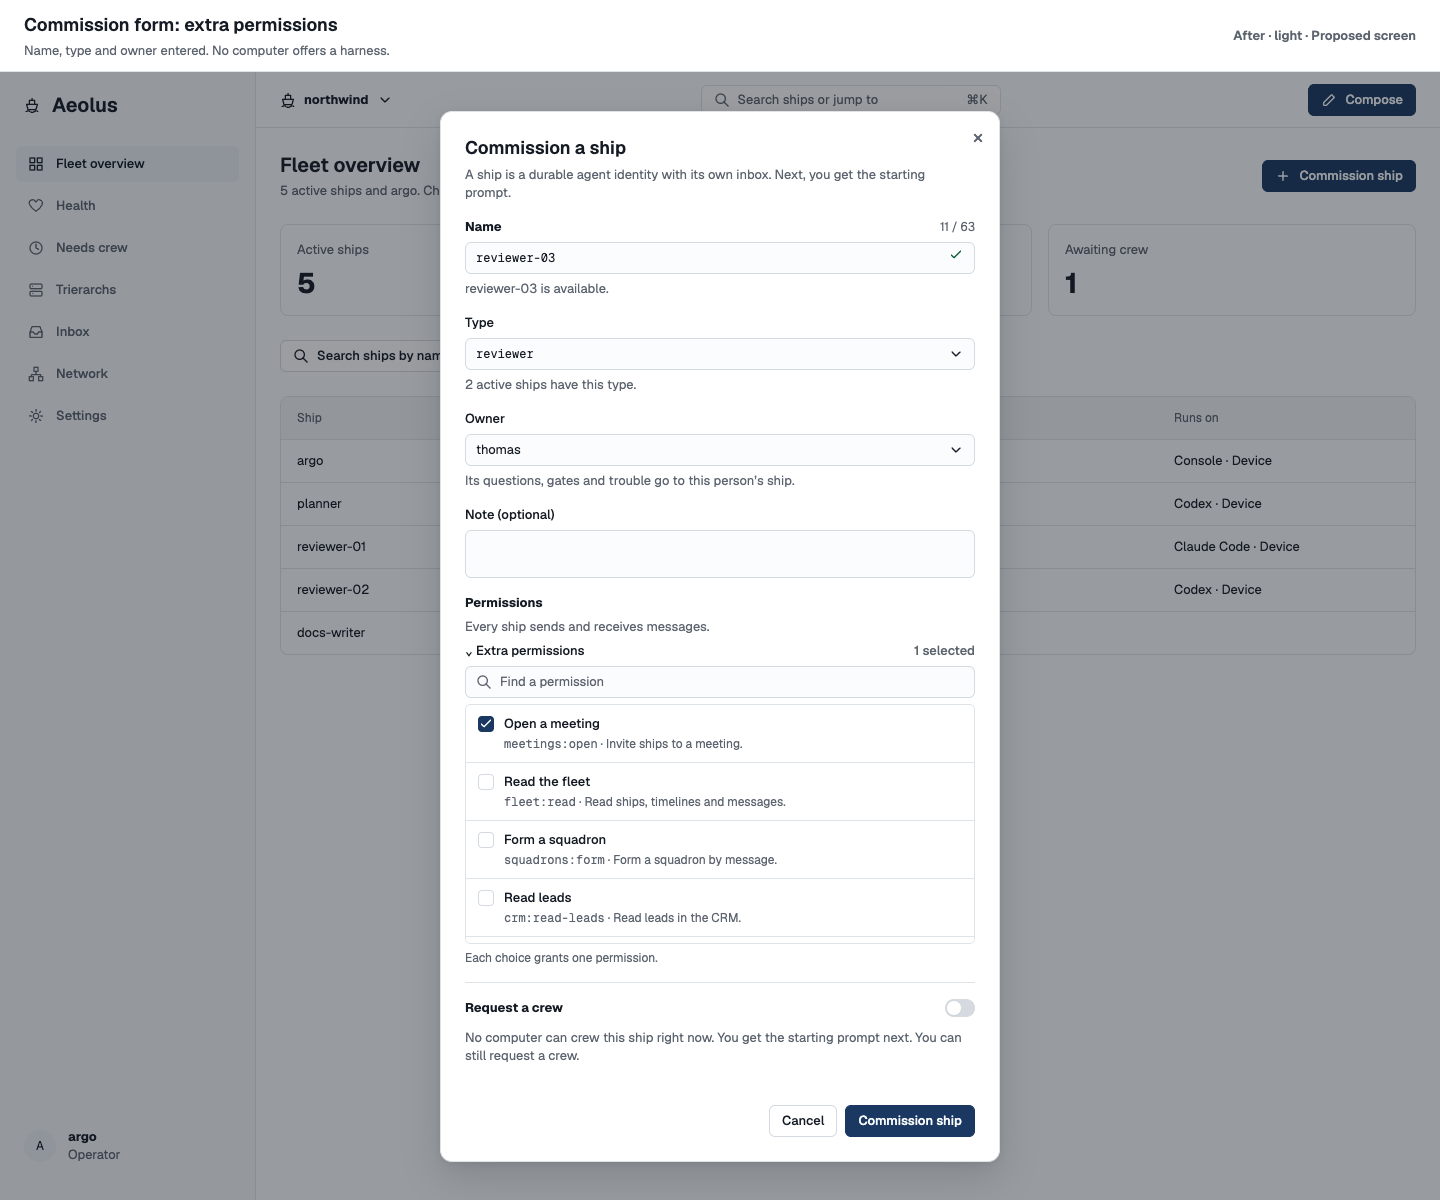 Commission form: extra permissions
Name, type and owner entered. No computer offers a harness.
After · light · Proposed screen
Aeolus
northwind
Search ships or jump to
⌘K
Compose
Fleet overview
Health
Needs crew
Trierarchs
Inbox
Network
Settings
Fleet overview
5 active ships and argo. Ch
Commission ship
Active ships
5
Awaiting crew
1
Search ships by nam
Ship
Runs on
argo
Console · Device
planner
Codex · Device
reviewer-01
Claude Code · Device
reviewer-02
Codex · Device
docs-writer
Commission a ship
A ship is a durable agent identity with its own inbox. Next, you get the starting
prompt.
Name
11 / 63
reviewer-03
reviewer-03 is available.
Type
reviewer
2 active ships have this type.
Owner
thomas
Its questions, gates and trouble go to this person's ship.
Note (optional)
Permissions
Every ship sends and receives messages.
Extra permissions
1 selected
Find a permission
Open a meeting
meetings:open · Invite ships to a meeting.
Read the fleet
fleet:read · Read ships, timelines and messages.
Form a squadron
squadrons:form · Form a squadron by message.
Read leads
crm:read-leads · Read leads in the CRM.
Each choice grants one permission.
Request a crew
No computer can crew this ship right now. You get the starting prompt next. You can
still request a crew.
Cancel
Commission ship
A
argo
Operator